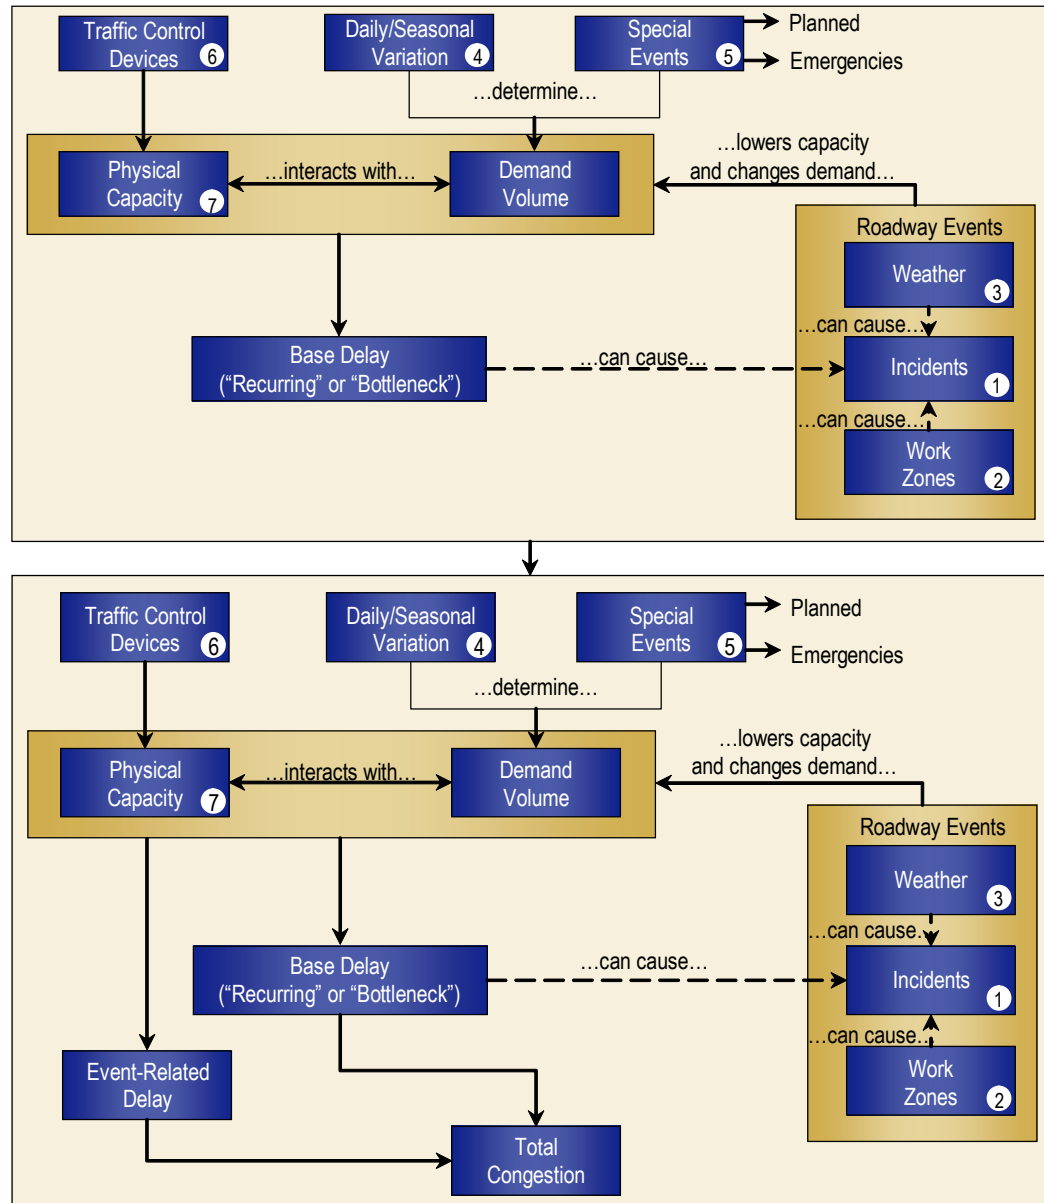 Traffic Control
Devices
6
Daily/Seasonal
Variation
4
Special
Events
5
Planned
Emergencies
…determine…
Physical
Capacity
7
…interacts with…
Demand
Volume
…lowers capacity
and changes demand…
Roadway Events
Weather
3
…can cause…
Incidents
1
…can cause…
Work
Zones
2
Base Delay
(“Recurring” or “Bottleneck”)
…can cause…
Traffic Control
Devices
6
Daily/Seasonal
Variation
4
Special
Events
5
Planned
Emergencies
…determine…
Physical
Capacity
7
…interacts with…
Demand
Volume
…lowers capacity
and changes demand…
Roadway Events
Weather
3
…can cause…
Incidents
1
…can cause…
Work
Zones
2
Base Delay
(“Recurring” or “Bottleneck”)
…can cause…
Event-Related
Delay
Total
Congestion